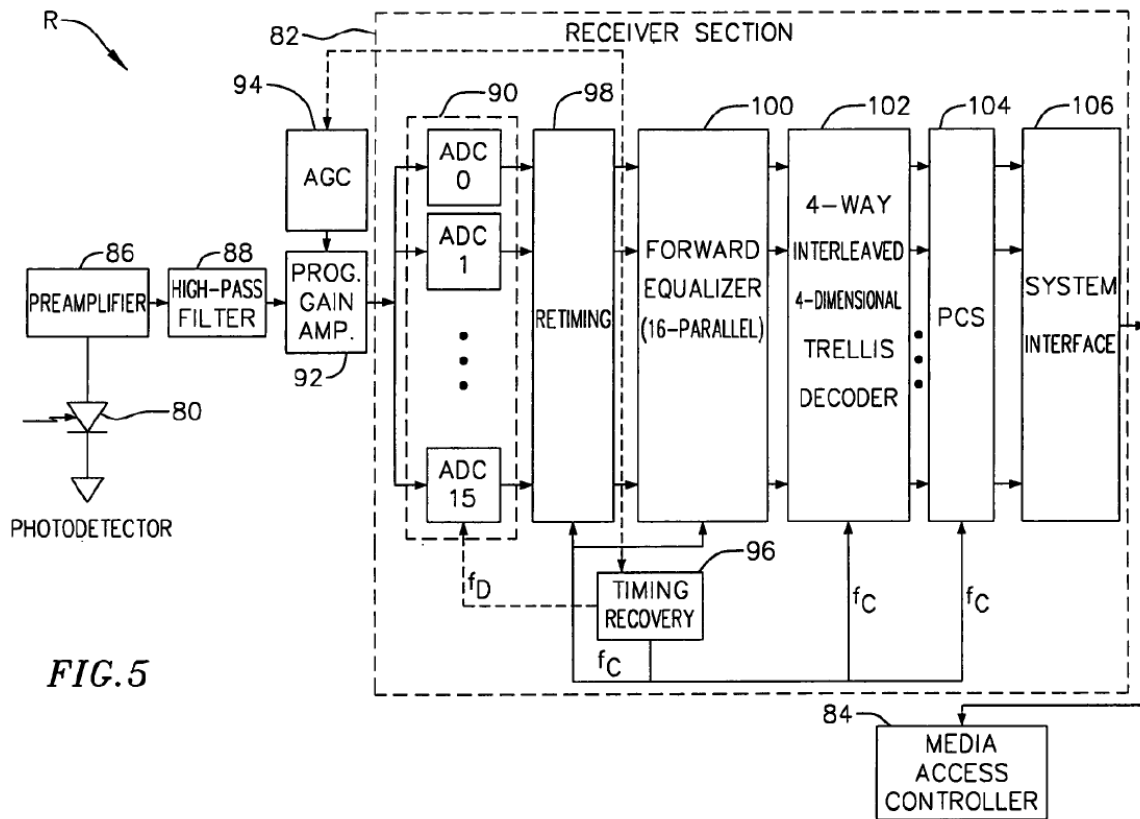 R
82
RECEIVER SECTION
94
90
98
100
102
104
106
AGC
ADC
0
ADC
1
ADC
15
86
PREAMPLIFIER
88
HIGH-PASS
FILTER
PROG.
GAIN
AMP.
92
RETIMING
FORWARD
EQUALIZER
(16-PARALLEL)
4-WAY
INTERLEAVED
4-DIMENSIONAL
TRELLIS
DECODER
PCS
SYSTEM
INTERFACE
80
PHOTODETECTOR
fD
96
TIMING
RECOVERY
fC
fC
fC
FIG.5
84
MEDIA
ACCESS
CONTROLLER